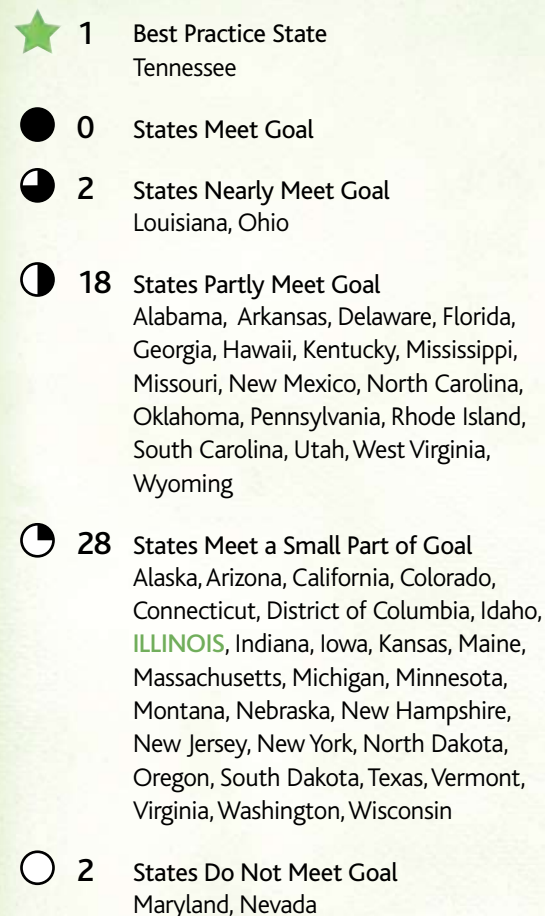 1 Best Practice State
Tennessee
0 States Meet Goal
2 States Nearly Meet Goal
Louisiana, Ohio
18 States Partly Meet Goal
Alabama, Arkansas, Delaware, Florida,
Georgia, Hawaii, Kentucky, Mississippi,
Missouri, New Mexico, North Carolina,
Oklahoma, Pennsylvania, Rhode Island,
South Carolina, Utah, West Virginia,
Wyoming
28 States Meet a Small Part of Goal
Alaska, Arizona, California, Colorado,
Connecticut, District of Columbia, Idaho,
ILLINOIS, Indiana, Iowa, Kansas, Maine,
Massachusetts, Michigan, Minnesota,
Montana, Nebraska, New Hampshire,
New Jersey, New York, North Dakota,
Oregon, South Dakota, Texas, Vermont,
Virginia, Washington, Wisconsin
2 States Do Not Meet Goal
Maryland, Nevada